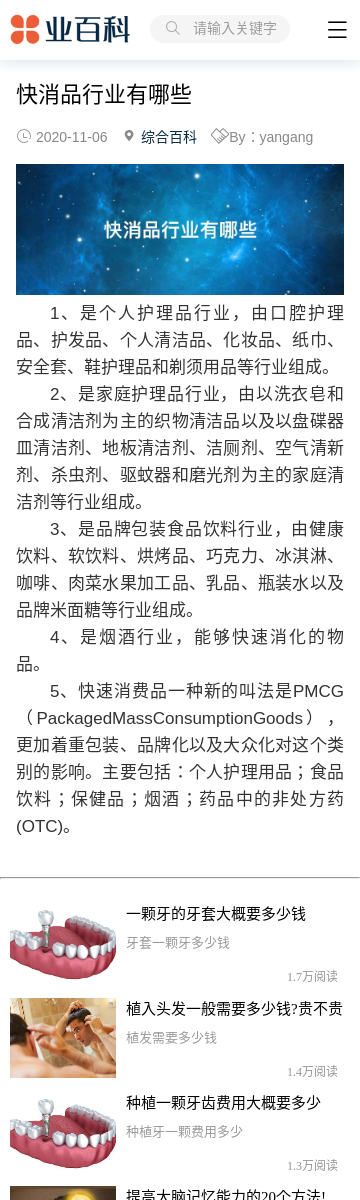 业百科
请输入关键字
快消品行业有哪些
2020-11-06 综合百科 By：yangang
快消品行业有哪些
1、是个人护理品行业，由口腔护理
品、护发品、个人清洁品、化妆品、纸巾、
安全套、鞋护理品和剃须用品等行业组成。
2、是家庭护理品行业，由以洗衣皂和
合成清洁剂为主的织物清洁品以及以盘碟器
皿清洁剂、地板清洁剂、洁厕剂、空气清新
剂、杀虫剂、驱蚊器和磨光剂为主的家庭清
洁剂等行业组成。
3、是品牌包装食品饮料行业，由健康
饮料、软饮料、烘烤品、巧克力、冰淇淋、
咖啡、肉菜水果加工品、乳品、瓶装水以及
品牌米面糖等行业组成。
4、是烟酒行业，能够快速消化的物
品。
5、快速消费品一种新的叫法是PMCG
（PackagedMassConsumptionGoods），
更加着重包装、品牌化以及大众化对这个类
别的影响。主要包括：个人护理用品；食品
饮料；保健品；烟酒；药品中的非处方药
(OTC)。
一颗牙的牙套大概要多少钱
牙套一颗牙多少钱
1.7万阅读
植入头发一般需要多少钱?贵不贵
植发需要多少钱
1.4万阅读
种植一颗牙齿费用大概要多少
种植牙一颗费用多少
1.3万阅读
提高大脑记忆能力的20个方法!